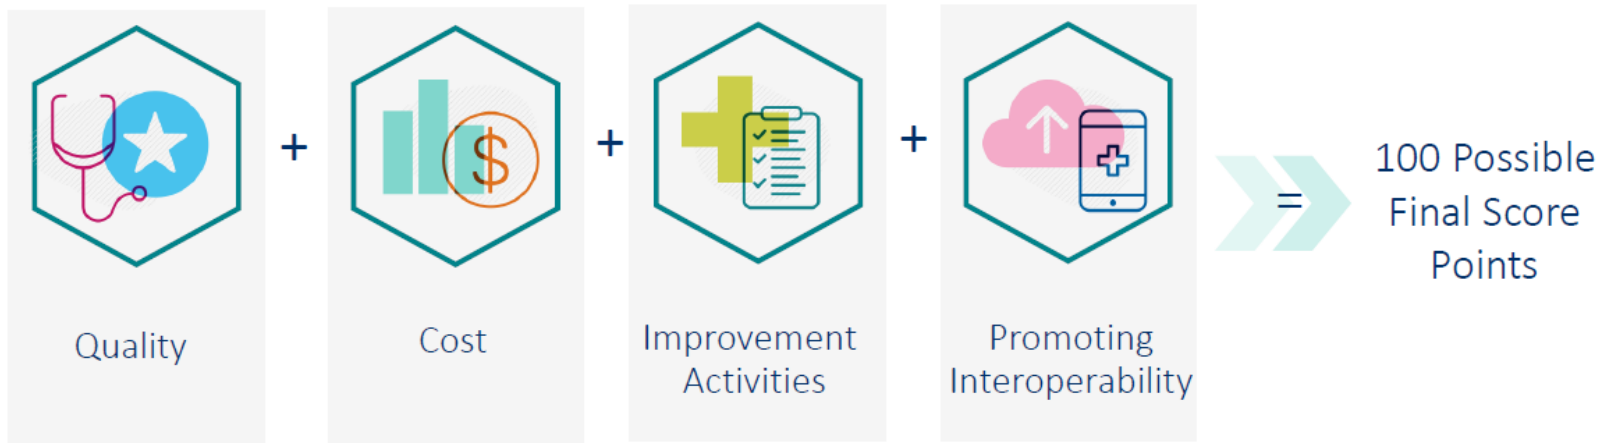 Quality
+
Cost
+
Improvement
Activities
+
Promoting
Interoperability
=
100 Possible
Final Score
Points
$